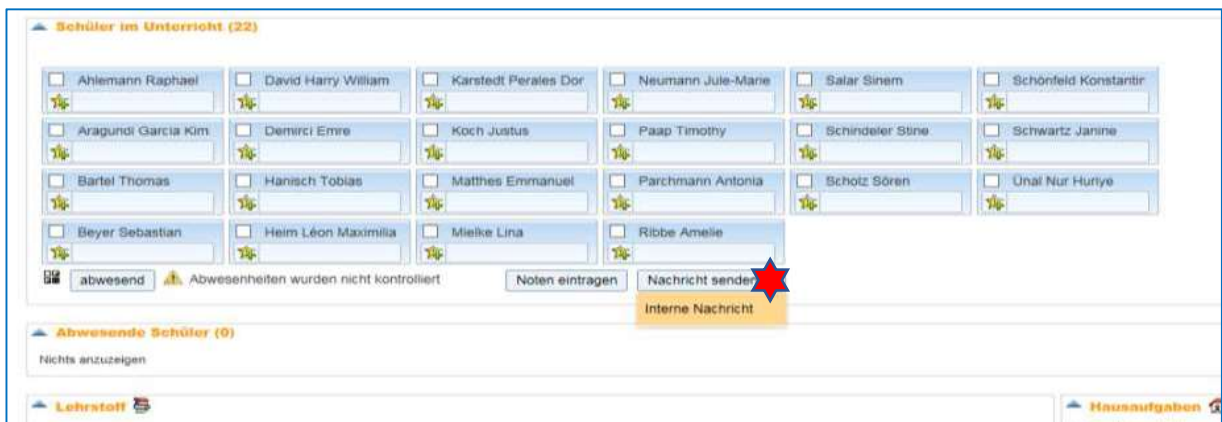 Schüler im Unterricht (22)
Ahlemann Raphael David Harry William Karstedt Perales Dor Neumann Jule-Marie Salar Sinem Schönfeld Konstantin
Aragundi Garcia Kim Demirci Emre Koch Justus Paap Timothy Schindeler Stine Schwartz Janine
Bartel Thomas Hanisch Tobias Matthes Emmanuel Parchmann Antonia Scholz Sören Ünal Nur Huriye
Beyer Sebastian Heim Léon Maximilia Mielke Lina Ribbe Amelie
abwesend Abwesenheiten wurden nicht kontrolliert Noten eintragen Nachricht senden
Interne Nachricht
Abwesende Schüler (0)
Nichts anzuzeigen
Lehrstoff Hausaufgaben